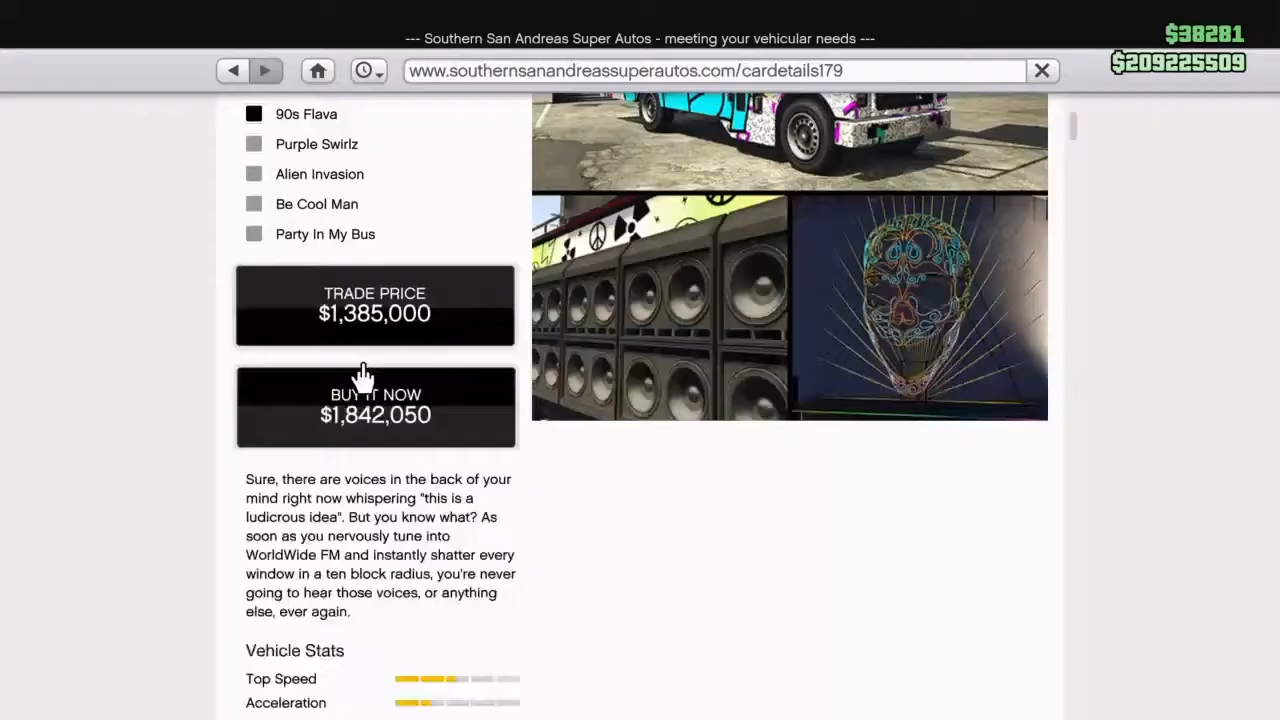 --- Southern San Andreas Super Autos - meeting your vehicular needs ---
$38281
$209225509
www.southernsanandreassuperautos.com/cardetails179
90s Flava
Purple Swirlz
Alien Invasion
Be Cool Man
Party In My Bus
TRADE PRICE
$1,385,000
BUY IT NOW
$1,842,050
Sure, there are voices in the back of your
mind right now whispering "this is a
ludicrous idea". But you know what? As
soon as you nervously tune into
WorldWide FM and instantly shatter every
window in a ten block radius, you're never
going to hear those voices, or anything
else, ever again.
Vehicle Stats
Top Speed
Acceleration